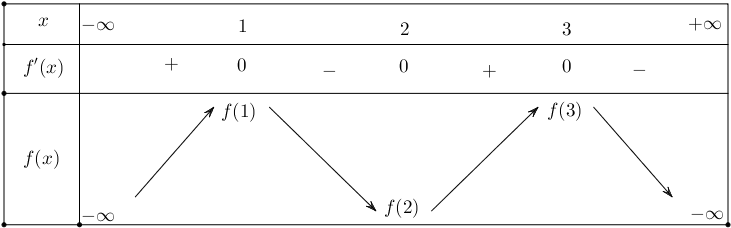 x −∞ 1 2 3 +∞
f′(x) + 0 − 0 + 0 −
f(1) f(3)
f(x)
−∞ f(2) −∞